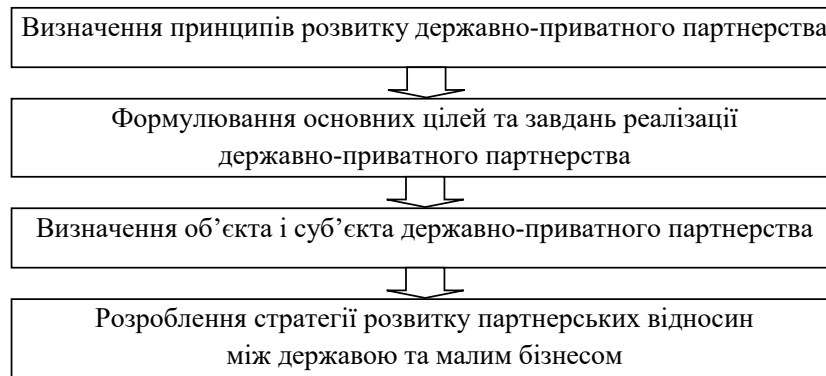 Визначення принципів розвитку державно-приватного партнерства
Формулювання основних цілей та завдань реалізації
державно-приватного партнерства
Визначення об’єкта і суб’єкта державно-приватного партнерства
Розроблення стратегії розвитку партнерських відносин
між державою та малим бізнесом